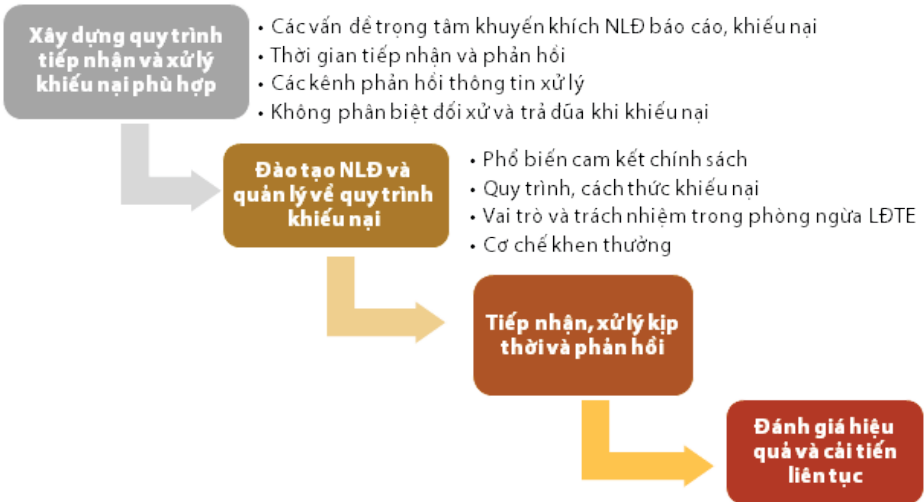 Xây dựng quy trình
tiếp nhận và xử lý
khiếu nại phù hợp
• Các vấn đề trọng tâm khuyến khích NLĐ báo cáo, khiếu nại
• Thời gian tiếp nhận và phản hồi
• Các kênh phản hồi thông tin xử lý
• Không phân biệt đối xử và trả đũa khi khiếu nại
Đào tạo NLĐ và
quản lý về quy trình
khiếu nại
• Phổ biến cam kết chính sách
• Quy trình, cách thức khiếu nại
• Vai trò và trách nhiệm trong phòng ngừa LĐTE
• Cơ chế khen thưởng
Tiếp nhận, xử lý kịp
thời và phản hồi
Đánh giá hiệu
quả và cải tiến
liên tục